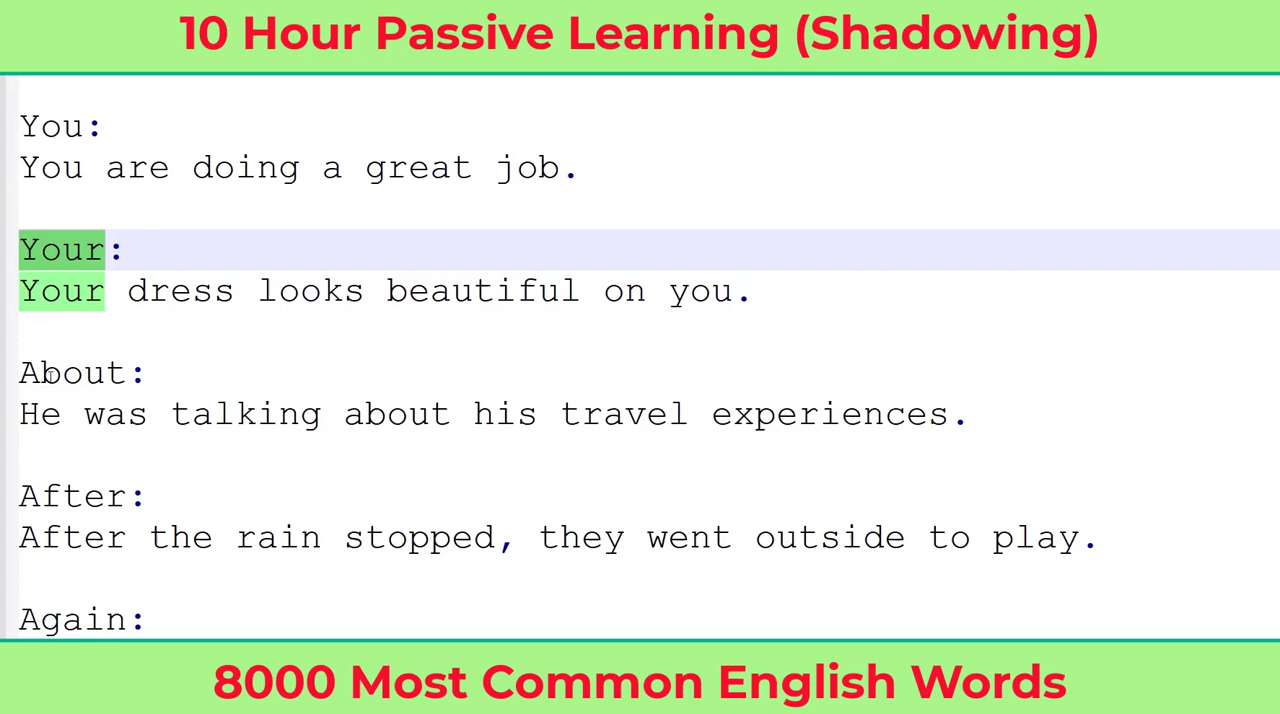 10 Hour Passive Learning (Shadowing)
You:
You are doing a great job.
Your:
Your dress looks beautiful on you.
About:
He was talking about his travel experiences.
After:
After the rain stopped, they went outside to play.
Again:
8000 Most Common English Words